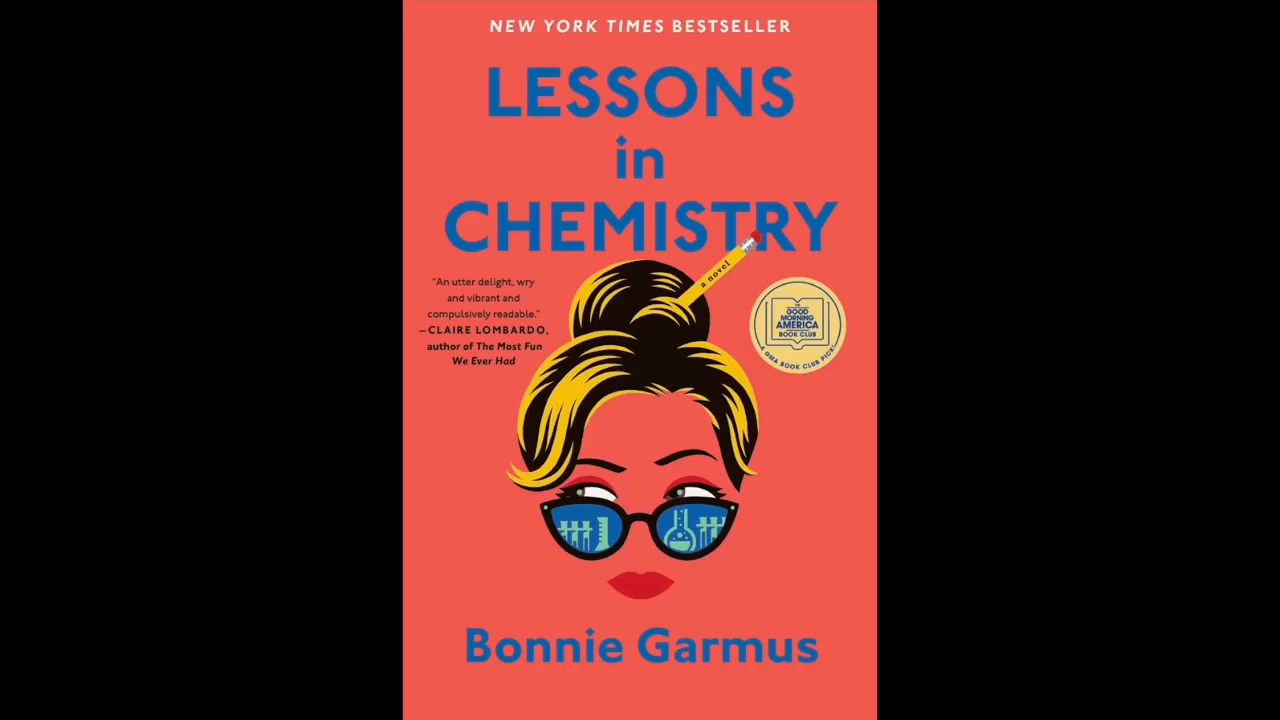 NEW YORK TIMES BESTSELLER
LESSONS
in
CHEMISTRY
a novel
“An utter delight, wry
and vibrant and
compulsively readable.”
—CLAIRE LOMBARDO,
author of The Most Fun
We Ever Had
THE
GOOD
MORNING
AMERICA
BOOK CLUB
A GMA BOOK CLUB PICK!
Bonnie Garmus